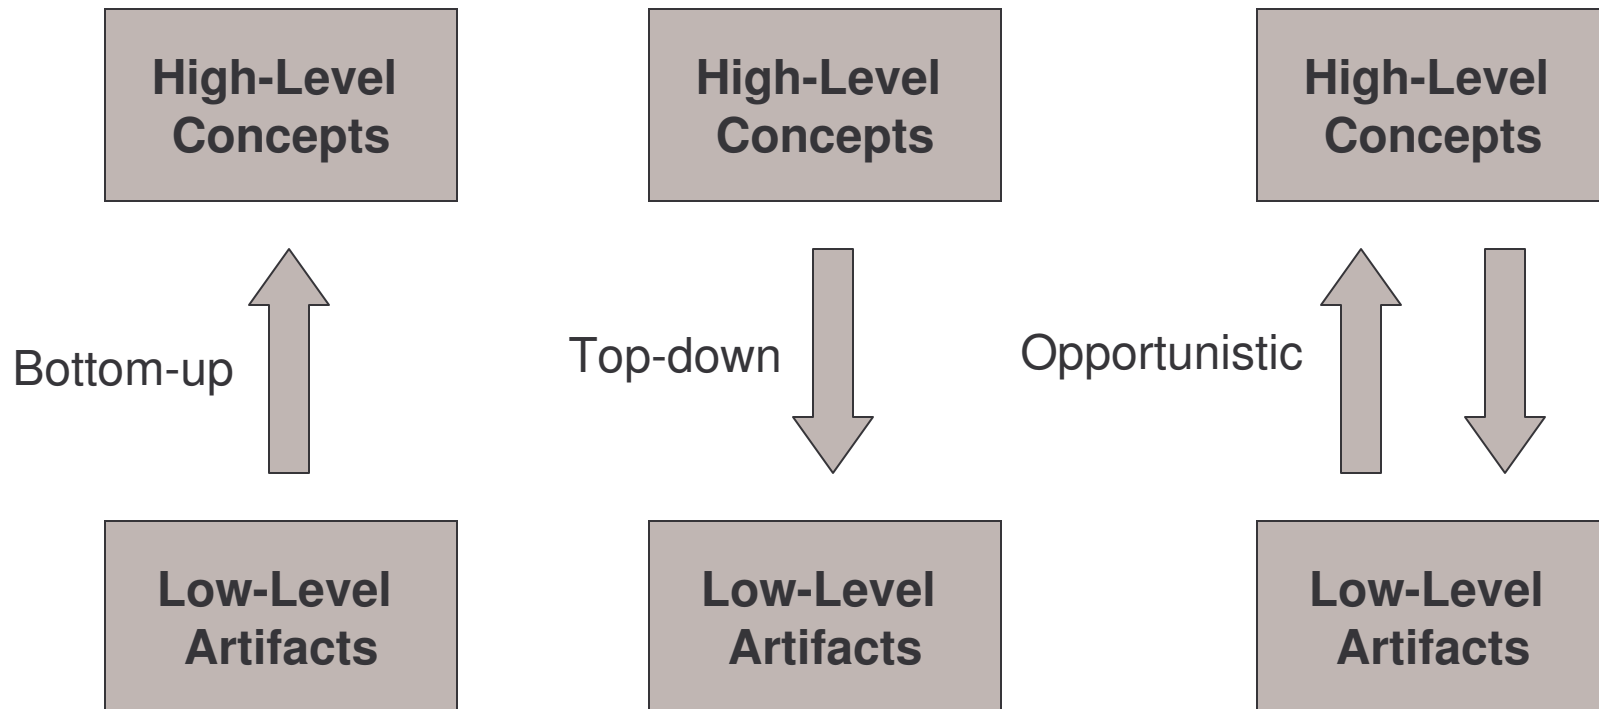 High-Level
Concepts
High-Level
Concepts
High-Level
Concepts
Bottom-up
Top-down
Opportunistic
Low-Level
Artifacts
Low-Level
Artifacts
Low-Level
Artifacts